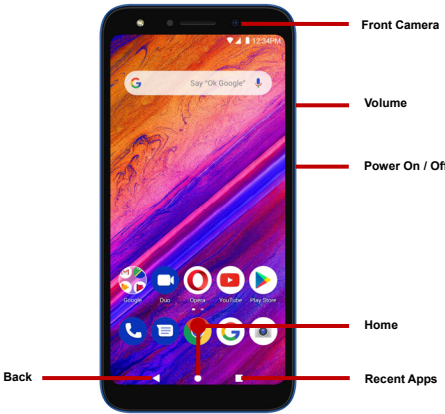 Front Camera
12:34PM
Say "Ok Google"
Volume
Power On / Off
Google Duo Opera YouTube Play Store
Home
Back
Recent Apps